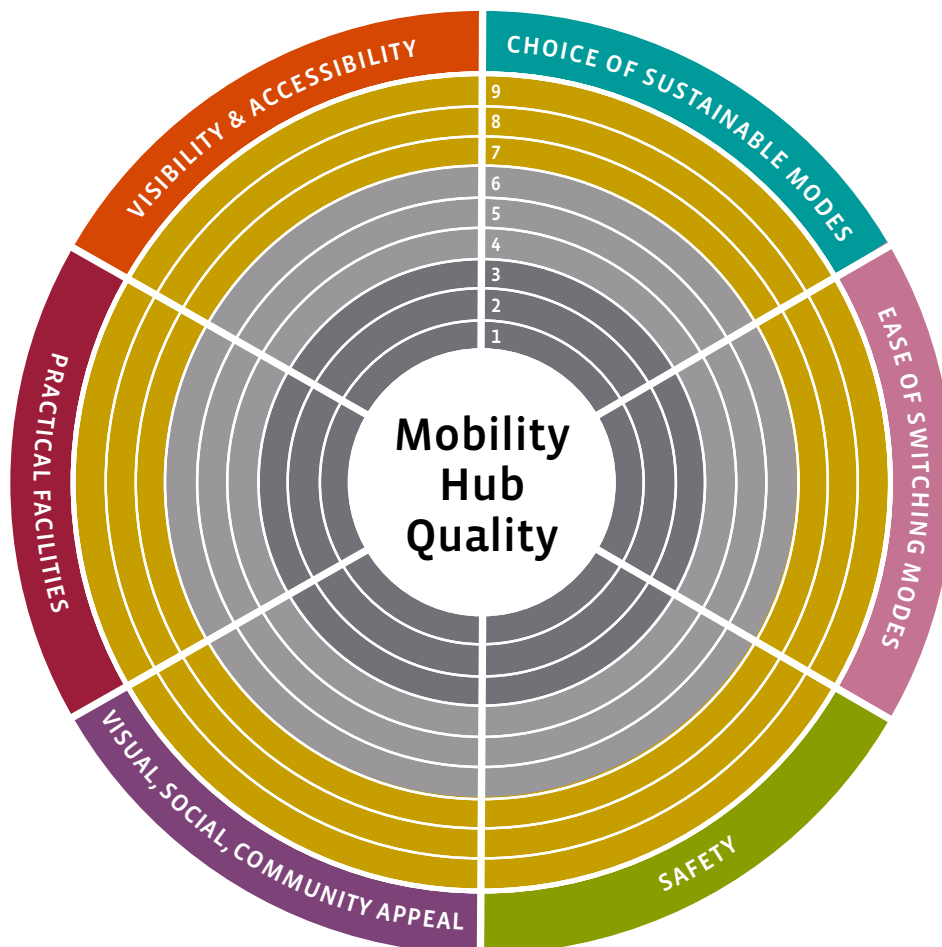 VISIBILITY & ACCESSIBILITY
CHOICE OF SUSTAINABLE MODES
9
8
7
6
5
4
3
2
1
EASE OF SWITCHING MODES
PRACTICAL FACILITIES
Mobility
Hub
Quality
VISUAL, SOCIAL, COMMUNITY APPEAL
SAFETY